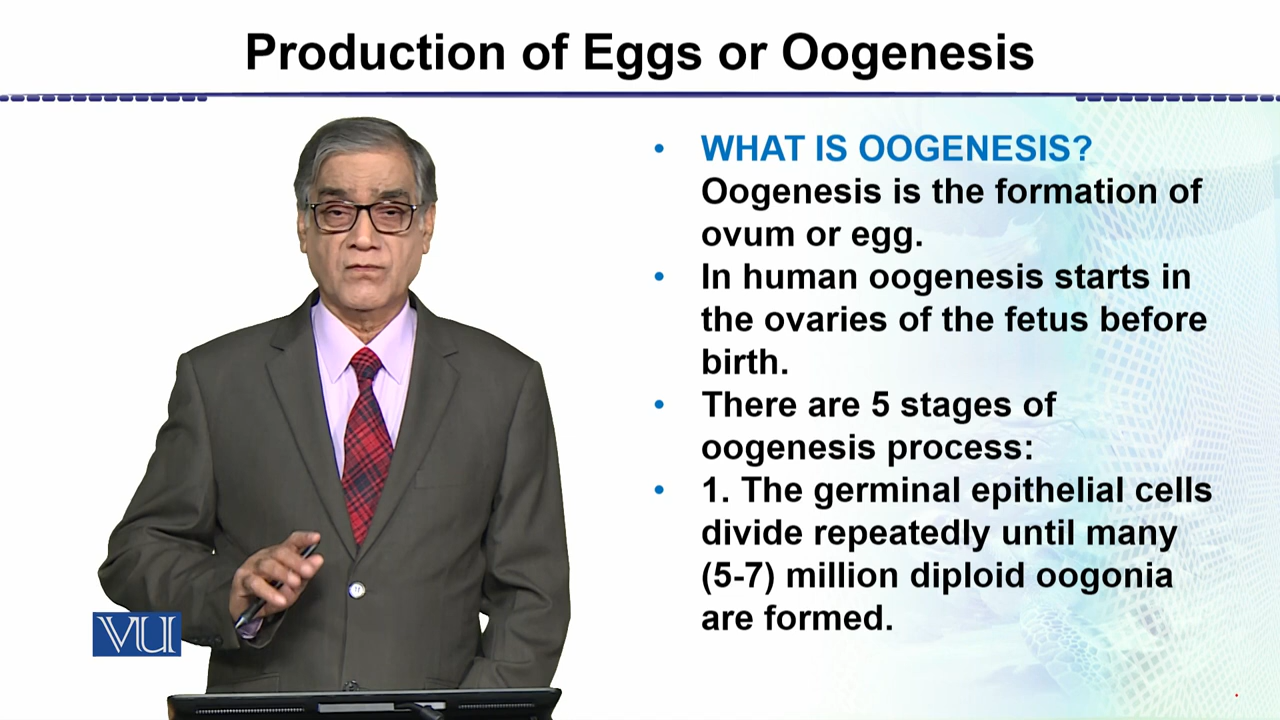 Production of Eggs or Oogenesis
• WHAT IS OOGENESIS?
Oogenesis is the formation of
ovum or egg.
• In human oogenesis starts in
the ovaries of the fetus before
birth.
• There are 5 stages of
oogenesis process:
• 1. The germinal epithelial cells
divide repeatedly until many
(5-7) million diploid oogonia
are formed.
VU